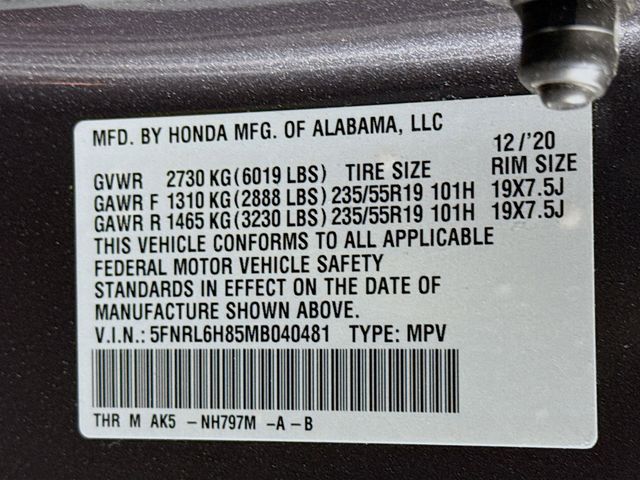 MFD. BY HONDA MFG. OF ALABAMA, LLC 12/'20
GVWR 2730 KG(6019 LBS) TIRE SIZE RIM SIZE
GAWR F 1310 KG(2888 LBS) 235/55R19 101H 19X7.5J
GAWR R 1465 KG(3230 LBS) 235/55R19 101H 19X7.5J
THIS VEHICLE CONFORMS TO ALL APPLICABLE
FEDERAL MOTOR VEHICLE SAFETY
STANDARDS IN EFFECT ON THE DATE OF
MANUFACTURE SHOWN ABOVE.
V.I.N.: 5FNRL6H85MB040481 TYPE: MPV
THR M AK5 -NH797M -A-B